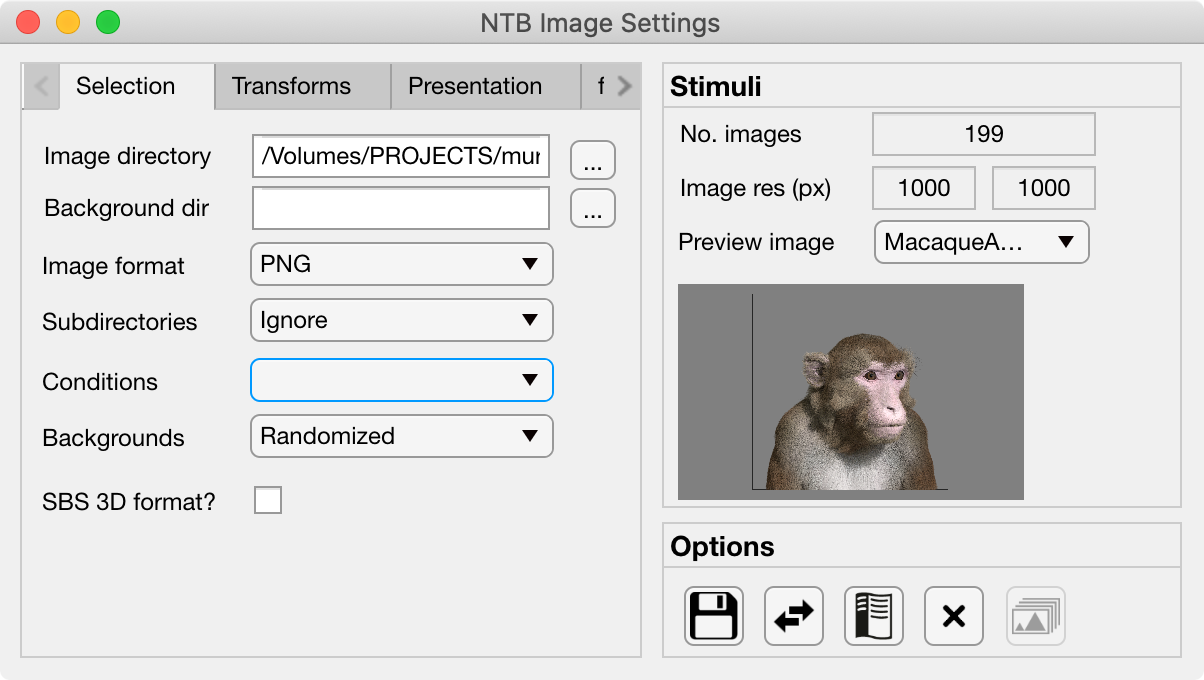 NTB Image Settings
Selection
Transforms
Presentation
f
Image directory
/Volumes/PROJECTS/mur
...
Background dir
...
Image format
PNG
Subdirectories
Ignore
Conditions
Backgrounds
Randomized
SBS 3D format?
Stimuli
No. images
199
Image res (px)
1000
1000
Preview image
MacaqueA...
Options